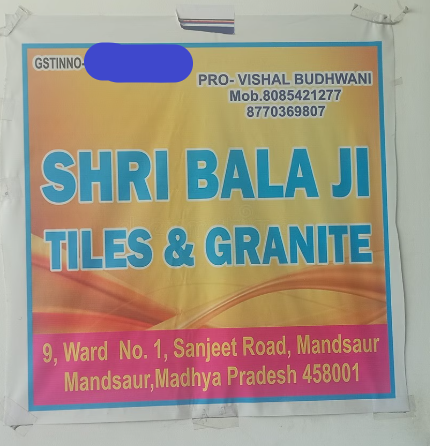 GSTINNO-
PRO- VISHAL BUDHWANI
Mob.8085421277
8770369807
SHRI BALA JI
TILES & GRANITE
9, Ward No. 1, Sanjeet Road, Mandsaur
Mandsaur,Madhya Pradesh 458001